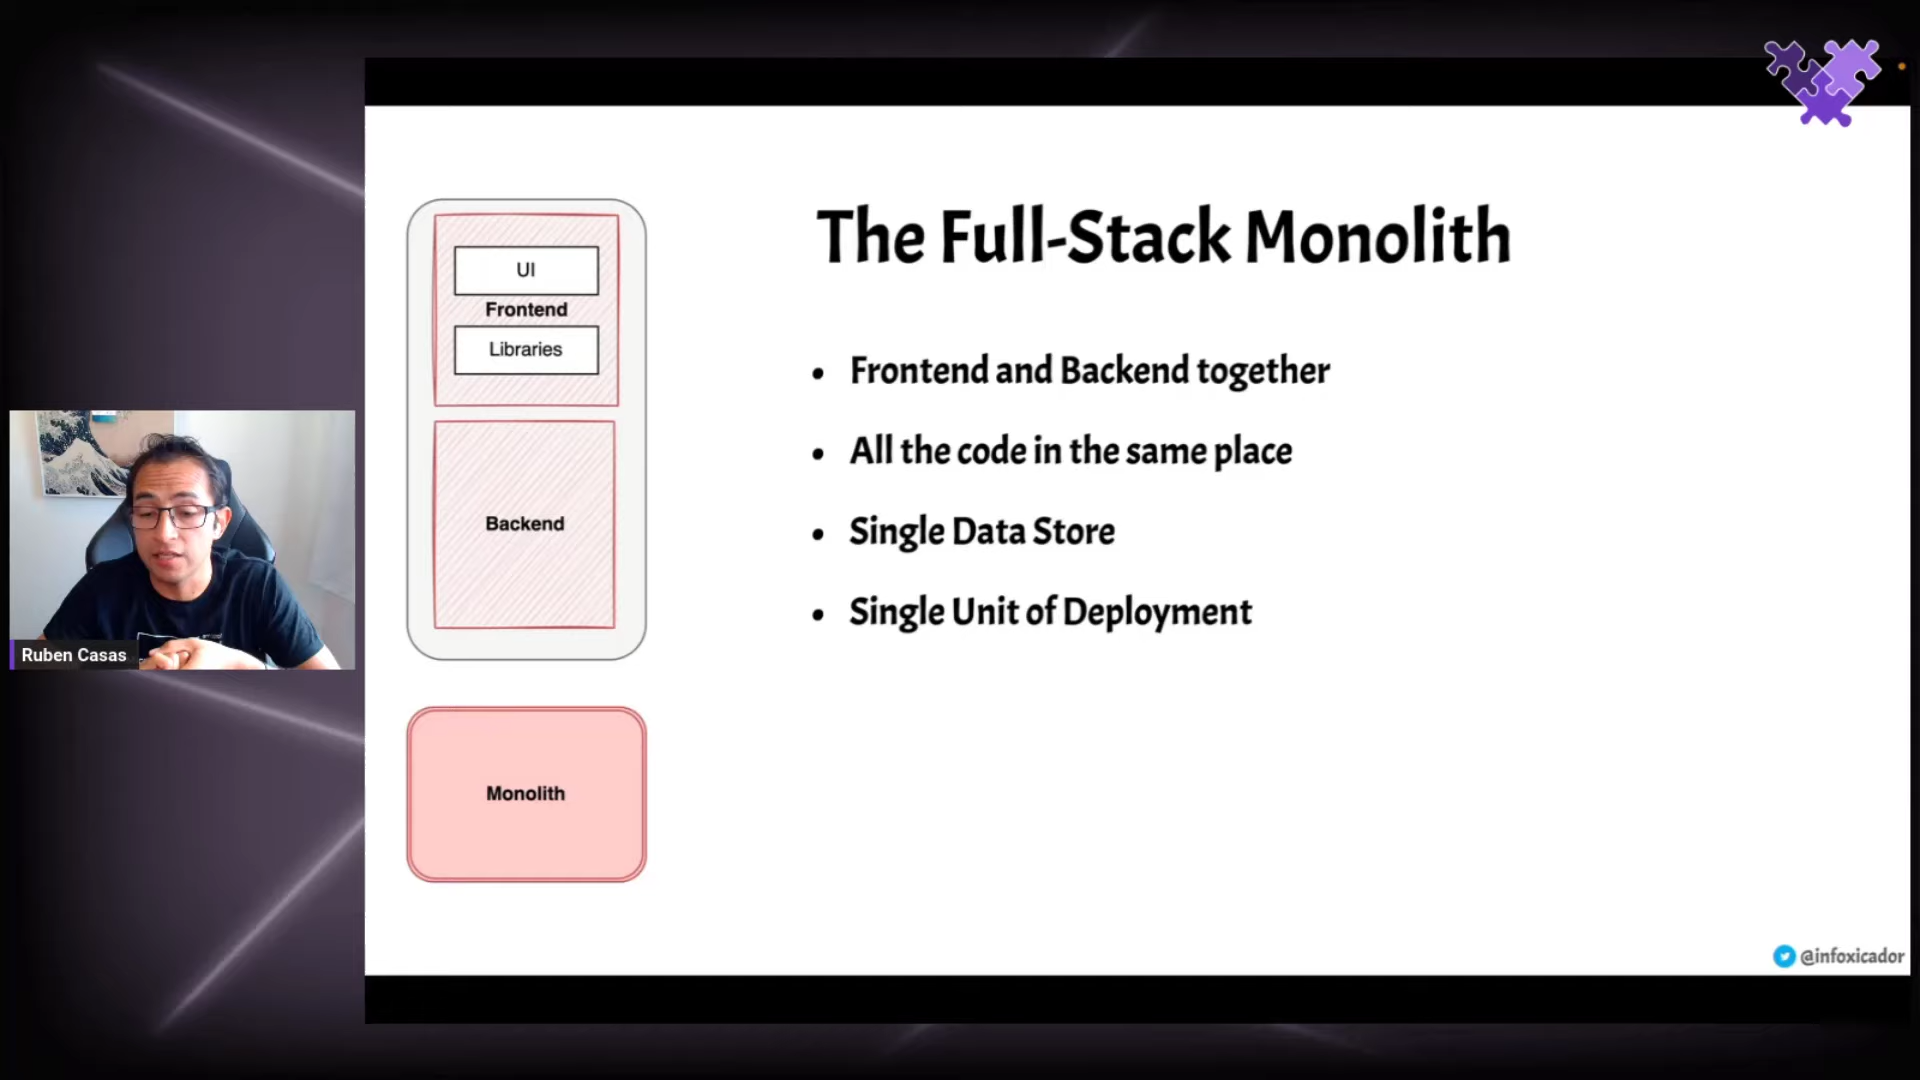 The Full-Stack Monolith
UI
Frontend
Libraries
Backend
Monolith
• Frontend and Backend together
• All the code in the same place
• Single Data Store
• Single Unit of Deployment
Ruben Casas
@infoxicador